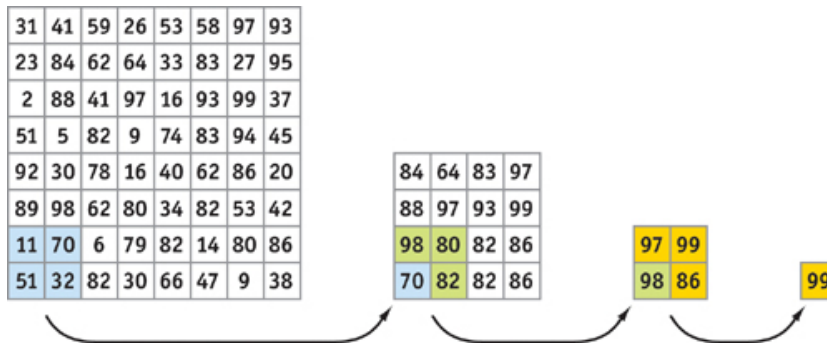 31 41 59 26 53 58 97 93
23 84 62 64 33 83 27 95
2 88 41 97 16 93 99 37
51 5 82 9 74 83 94 45
92 30 78 16 40 62 86 20
89 98 62 80 34 82 53 42
11 70 6 79 82 14 80 86
51 32 82 30 66 47 9 38
84 64 83 97
88 97 93 99
98 80 82 86
70 82 82 86
97 99
98 86
99